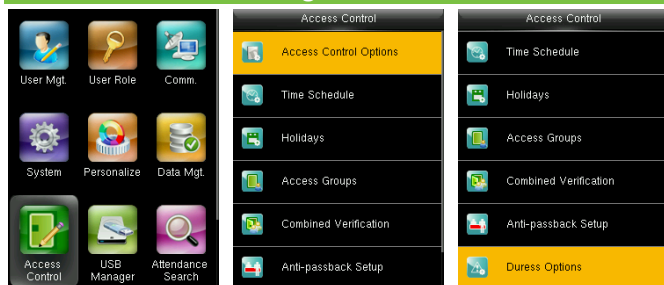 User Mgt.
User Role
Comm.
System
Personalize
Data Mgt.
Access
Control
USB
Manager
Attendance
Search
Access Control
Access Control Options
Time Schedule
Holidays
Access Groups
Combined Verification
Anti-passback Setup
Access Control
Time Schedule
Holidays
Access Groups
Combined Verification
Anti-passback Setup
Duress Options